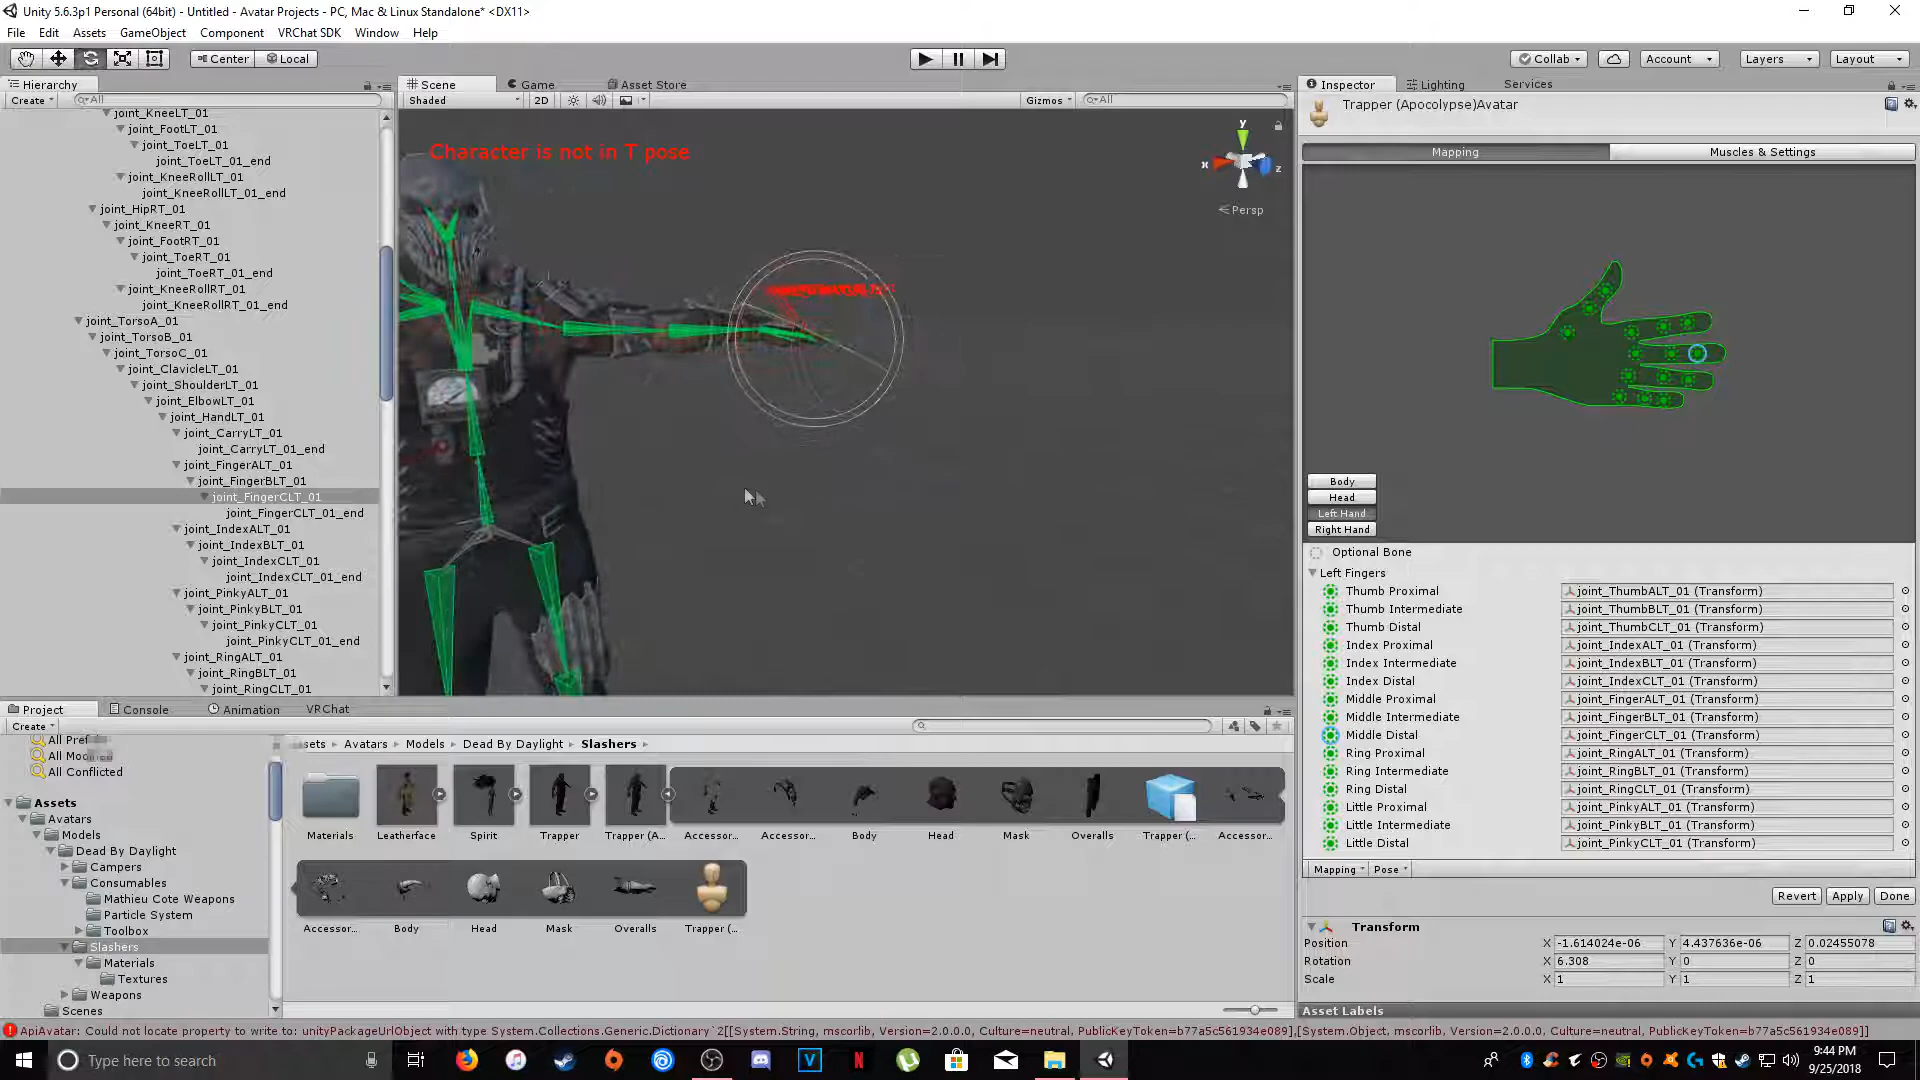 Unity 5.6.3p1 Personal (64bit) - Untitled - Avatar Projects - PC, Mac & Linux Standalone* <DX11>
File Edit Assets GameObject Component VRChat SDK Window Help
Center Local Collab Account Layers Layout
Hierarchy
Create All
joint_KneeLT_01
joint_FootLT_01
joint_ToeLT_01
joint_ToeLT_01_end
joint_KneeRollLT_01
joint_KneeRollLT_01_end
joint_HipRT_01
joint_KneeRT_01
joint_FootRT_01
joint_ToeRT_01
joint_ToeRT_01_end
joint_KneeRollRT_01
joint_KneeRollRT_01_end
joint_TorsoA_01
joint_TorsoB_01
joint_TorsoC_01
joint_ClavicleLT_01
joint_ShoulderLT_01
joint_ElbowLT_01
joint_HandLT_01
joint_CarryLT_01
joint_CarryLT_01_end
joint_FingerALT_01
joint_FingerBLT_01
joint_FingerCLT_01
joint_FingerCLT_01_end
joint_IndexALT_01
joint_IndexBLT_01
joint_IndexCLT_01
joint_IndexCLT_01_end
joint_PinkyALT_01
joint_PinkyBLT_01
joint_PinkyCLT_01
joint_PinkyCLT_01_end
joint_RingALT_01
joint_RingBLT_01
joint_RingCLT_01
Scene Game Asset Store
Shaded 2D Gizmos All
Character is not in T pose
y
x
z
Persp
Inspector Lighting Services
Trapper (Apocolypse)Avatar
Mapping Muscles & Settings
Body
Head
Left Hand
Right Hand
Optional Bone
Left Fingers
Thumb Proximal joint_ThumbALT_01 (Transform)
Thumb Intermediate joint_ThumbBLT_01 (Transform)
Thumb Distal joint_ThumbCLT_01 (Transform)
Index Proximal joint_IndexALT_01 (Transform)
Index Intermediate joint_IndexBLT_01 (Transform)
Index Distal joint_IndexCLT_01 (Transform)
Middle Proximal joint_FingerALT_01 (Transform)
Middle Intermediate joint_FingerBLT_01 (Transform)
Middle Distal joint_FingerCLT_01 (Transform)
Ring Proximal joint_RingALT_01 (Transform)
Ring Intermediate joint_RingBLT_01 (Transform)
Ring Distal joint_RingCLT_01 (Transform)
Little Proximal joint_PinkyALT_01 (Transform)
Little Intermediate joint_PinkyBLT_01 (Transform)
Little Distal joint_PinkyCLT_01 (Transform)
Mapping Pose
Revert Apply Done
Transform
Position X -1.614024e-06 Y 4.437636e-06 Z 0.02455078
Rotation X 6.308 Y 0 Z 0
Scale X 1 Y 1 Z 1
Asset Labels
Project Console Animation VRChat
Create
All Pref
All Mo
All Conflicted
Assets
Avatars
Models
Dead By Daylight
Campers
Consumables
Mathieu Cote Weapons
Particle System
Toolbox
Slashers
Materials
Textures
Weapons
Scenes
sets Avatars Models Dead By Daylight Slashers
Materials Leatherface Spirit Trapper Trapper (A... Accessor... Accessor... Body Head Mask Overalls Trapper (... Accessor...
Accessor... Body Head Mask Overalls Trapper (...
ApiAvatar: Could not locate property to write to: unityPackageUrlObject with type System.Collections.Generic.Dictionary`2[[System.String, mscorlib, Version=2.0.0.0, Culture=neutral, PublicKeyToken=b77a5c561934e089],[System.Object, mscorlib, Version=2.0.0.0, Culture=neutral, PublicKeyToken=b77a5c561934e089]]
Type here to search
9:44 PM
9/25/2018